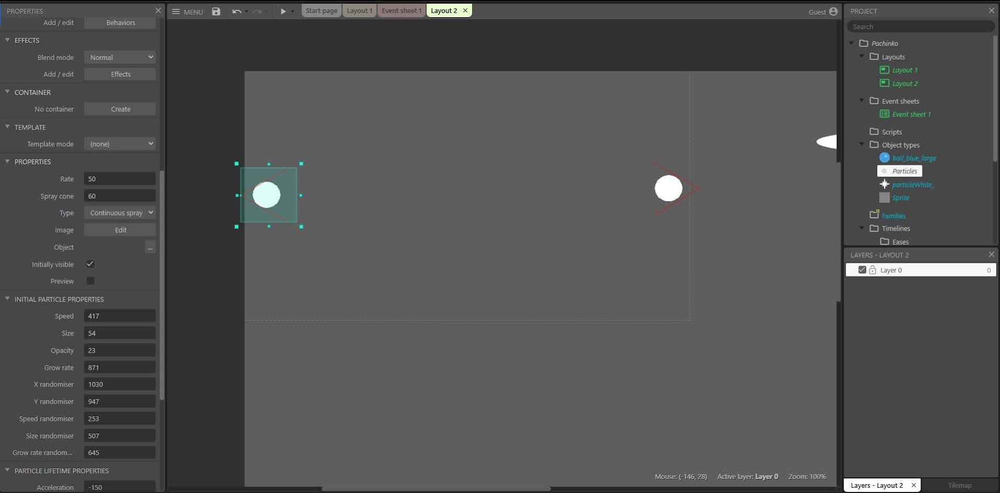 PROPERTIES
Add / edit Behaviors
EFFECTS
Blend mode Normal
Add / edit Effects
CONTAINER
No container Create
TEMPLATE
Template mode (none)
PROPERTIES
Rate 50
Spray cone 60
Type Continuous spray
Image Edit
Object ...
Initially visible
Preview
INITIAL PARTICLE PROPERTIES
Speed 417
Size 54
Opacity 23
Grow rate 871
X randomiser 1030
Y randomiser 947
Speed randomiser 253
Size randomiser 507
Grow rate random... 645
PARTICLE LIFETIME PROPERTIES
Acceleration -150
MENU Start page Layout 1 Event sheet 1 Layout 2 Guest
Mouse: (-146, 28) Active layer: Layer 0 Zoom: 100%
PROJECT
Search
Pachinko
Layouts
Layout 1
Layout 2
Event sheets
Event sheet 1
Scripts
Object types
ball_blue_large
Particles
particleWhite_
Sprite
Families
Timelines
Eases
LAYERS - LAYOUT 2
Layer 0 0
Layers - Layout 2 Tilemap